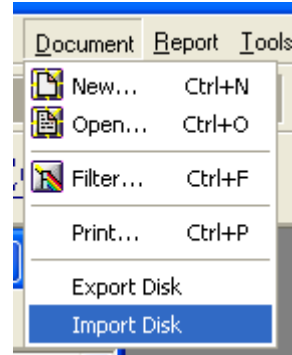 Document Report Tools
New... Ctrl+N
Open... Ctrl+O
Filter... Ctrl+F
Print... Ctrl+P
Export Disk
Import Disk